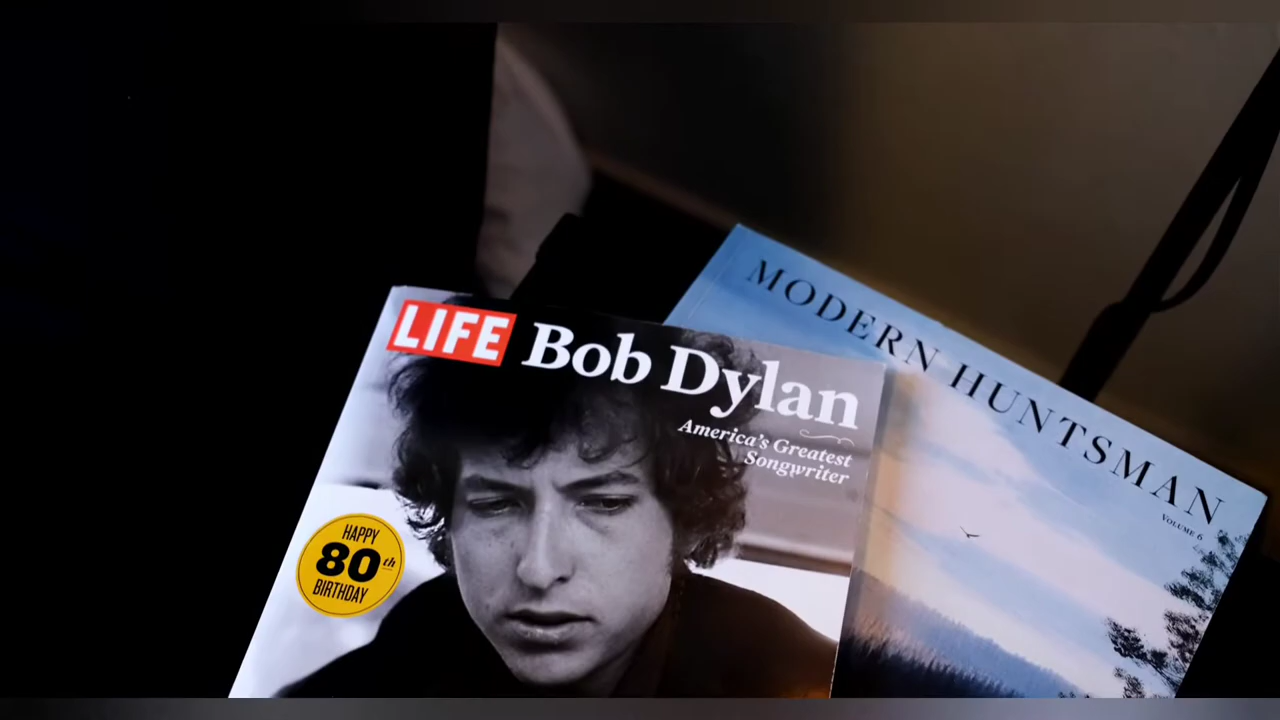 LIFE Bob Dylan
America's Greatest
Songwriter
HAPPY
80th
BIRTHDAY
MODERN HUNTSMAN
VOLUME 6